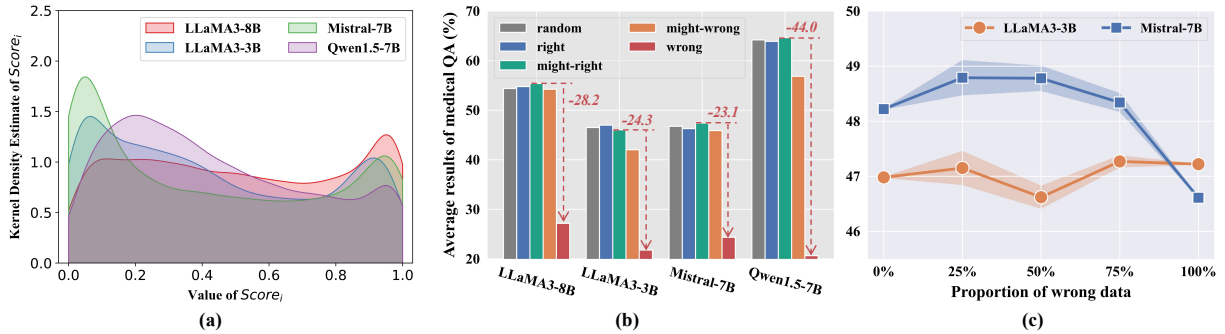 LLaMA3-8B
LLaMA3-3B
Mistral-7B
Qwen1.5-7B
Kernel Density Estimate of Score_i
2.5
2.0
1.5
1.0
0.5
0.0
0.0 0.2 0.4 0.6 0.8 1.0
Value of Score_i
(a)
Average results of medical QA (%)
70
60
50
40
30
20
random
right
might-right
might-wrong
wrong
-28.2
-24.3
-23.1
-44.0
LLaMA3-8B LLaMA3-3B Mistral-7B Qwen1.5-7B
(b)
50
49
48
47
46
LLaMA3-3B Mistral-7B
0% 25% 50% 75% 100%
Proportion of wrong data
(c)